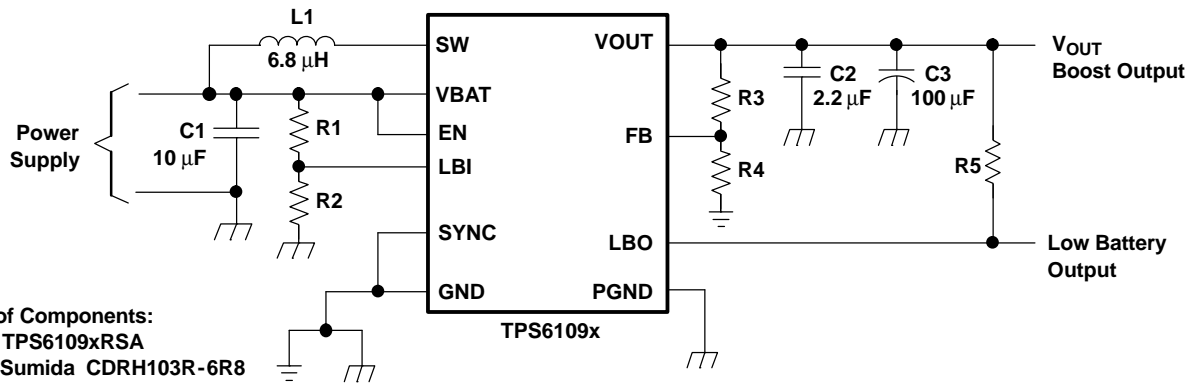 L1
6.8 μH
SW
VOUT
V_OUT
Boost Output
C2
2.2 μF
C3
100 μF
R3
VBAT
Power
Supply
C1
10 μF
R1
EN
FB
LBI
R4
R5
R2
SYNC
LBO
Low Battery
Output
GND
PGND
of Components:
TPS6109x
TPS6109xRSA
Sumida CDRH103R-6R8